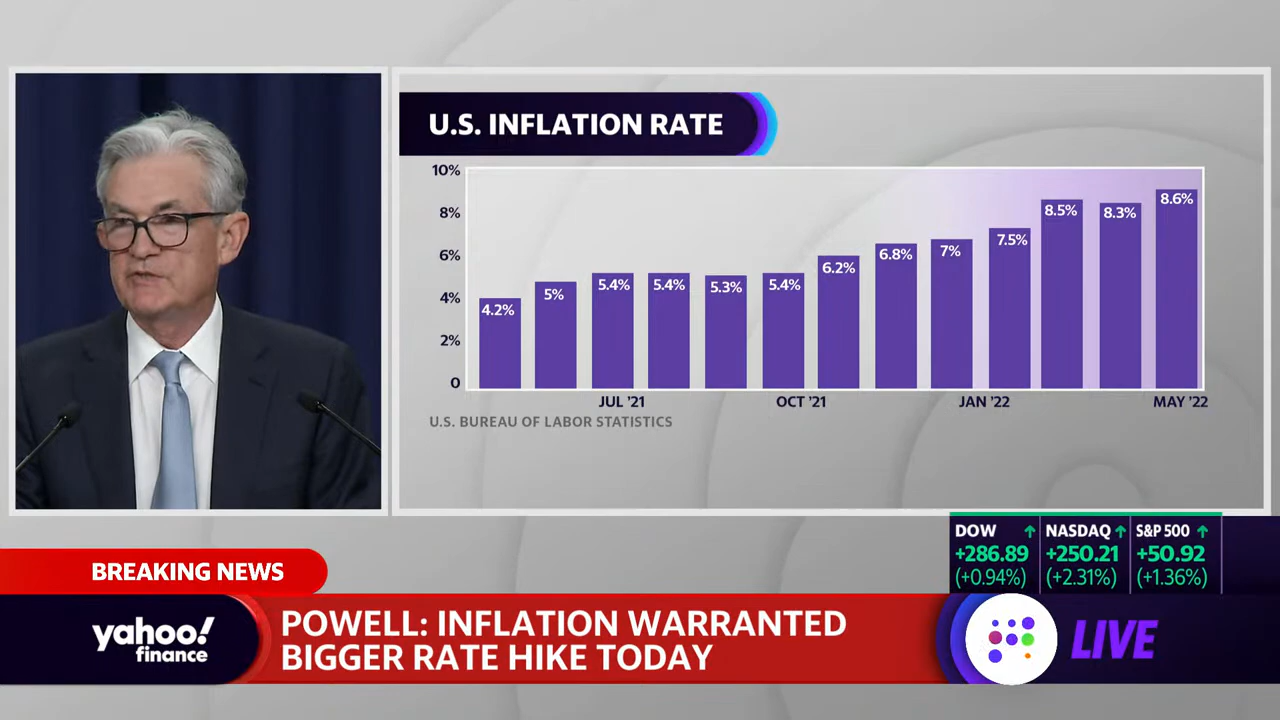 U.S. INFLATION RATE
10%
8%
6%
4%
2%
0
4.2%
5%
5.4%
5.4%
5.3%
5.4%
6.2%
6.8%
7%
7.5%
8.5%
8.3%
8.6%
JUL '21
OCT '21
JAN '22
MAY '22
U.S. BUREAU OF LABOR STATISTICS
DOW
+286.89
(+0.94%)
NASDAQ
+250.21
(+2.31%)
S&P 500
+50.92
(+1.36%)
BREAKING NEWS
yahoo!
finance
POWELL: INFLATION WARRANTED
BIGGER RATE HIKE TODAY
LIVE